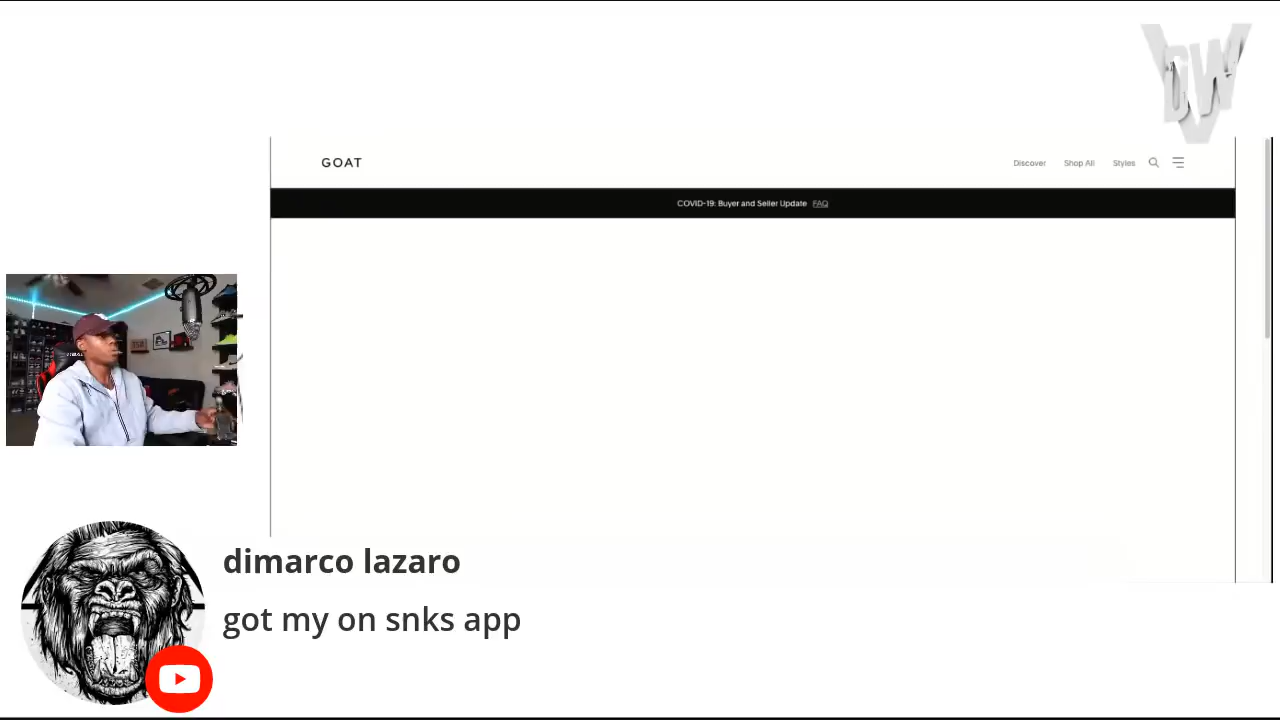 GOAT
Discover Shop All Styles
COVID-19: Buyer and Seller Update FAQ
dimarco lazaro
got my on snks app